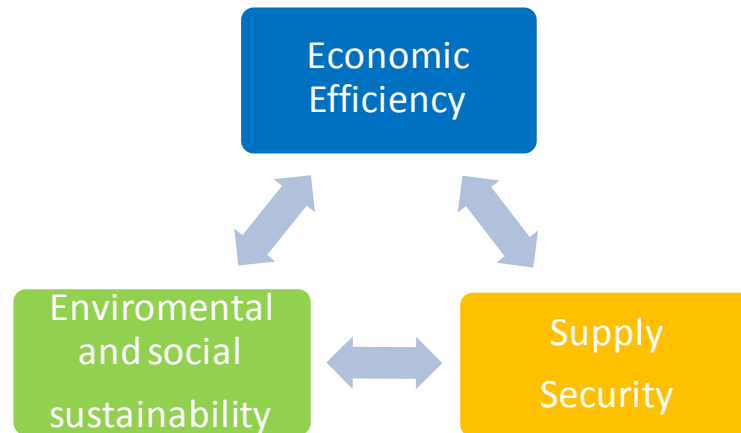 Economic
Efficiency
Enviromental
and social
sustainability
Supply
Security